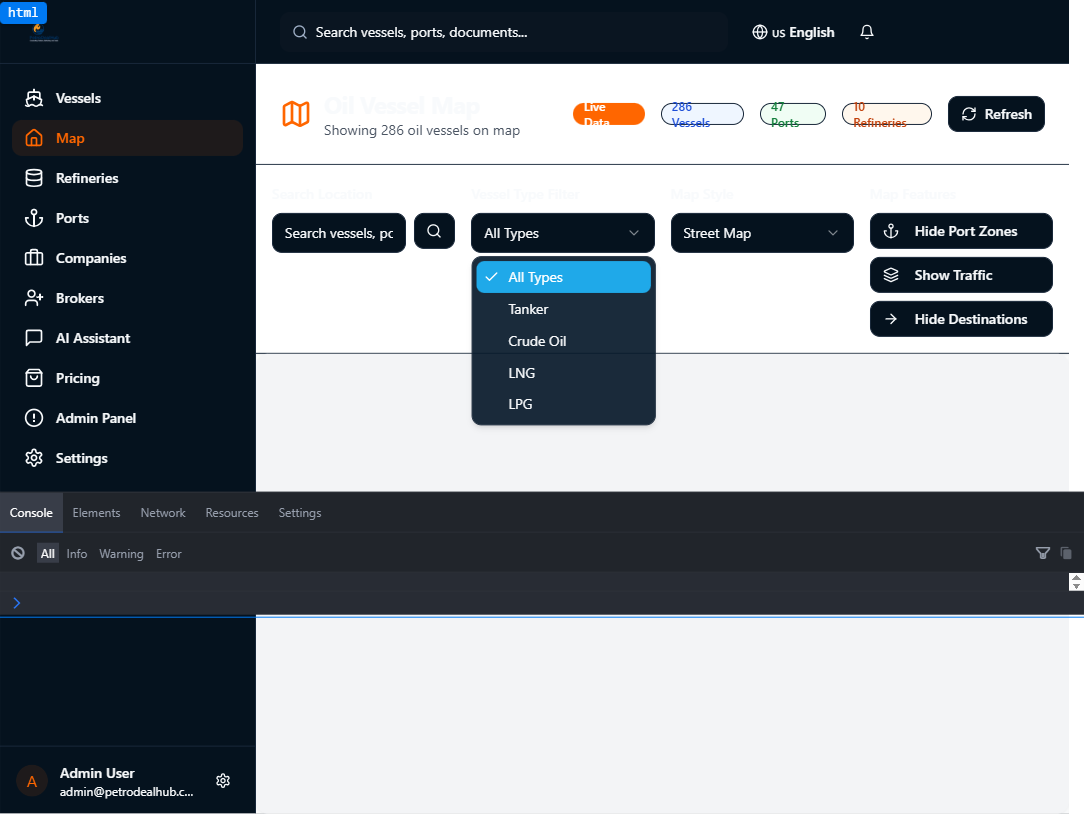 html
Search vessels, ports, documents...
us English
Vessels
Map
Refineries
Ports
Companies
Brokers
AI Assistant
Pricing
Admin Panel
Settings
Oil Vessel Map
Showing 286 oil vessels on map
Live Data
286 Vessels
47 Ports
10 Refineries
Refresh
Search Location
Vessel Type Filter
Map Style
Map Features
Search vessels, pc
All Types
Street Map
Hide Port Zones
Show Traffic
Hide Destinations
All Types
Tanker
Crude Oil
LNG
LPG
Console Elements Network Resources Settings
All Info Warning Error
A
Admin User
admin@petrodealhub.c...